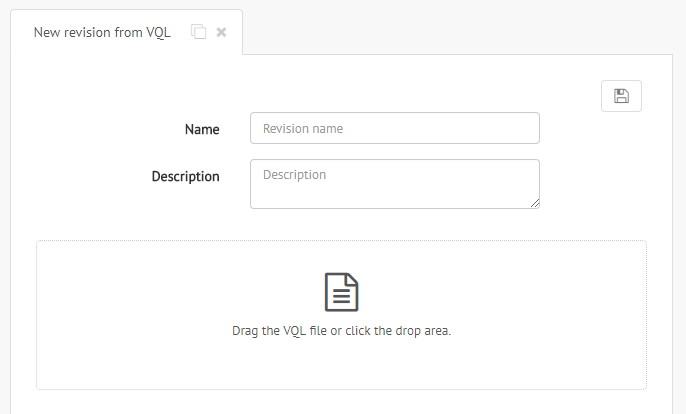 New revision from VQL
Name
Revision name
Description
Description
Drag the VQL file or click the drop area.